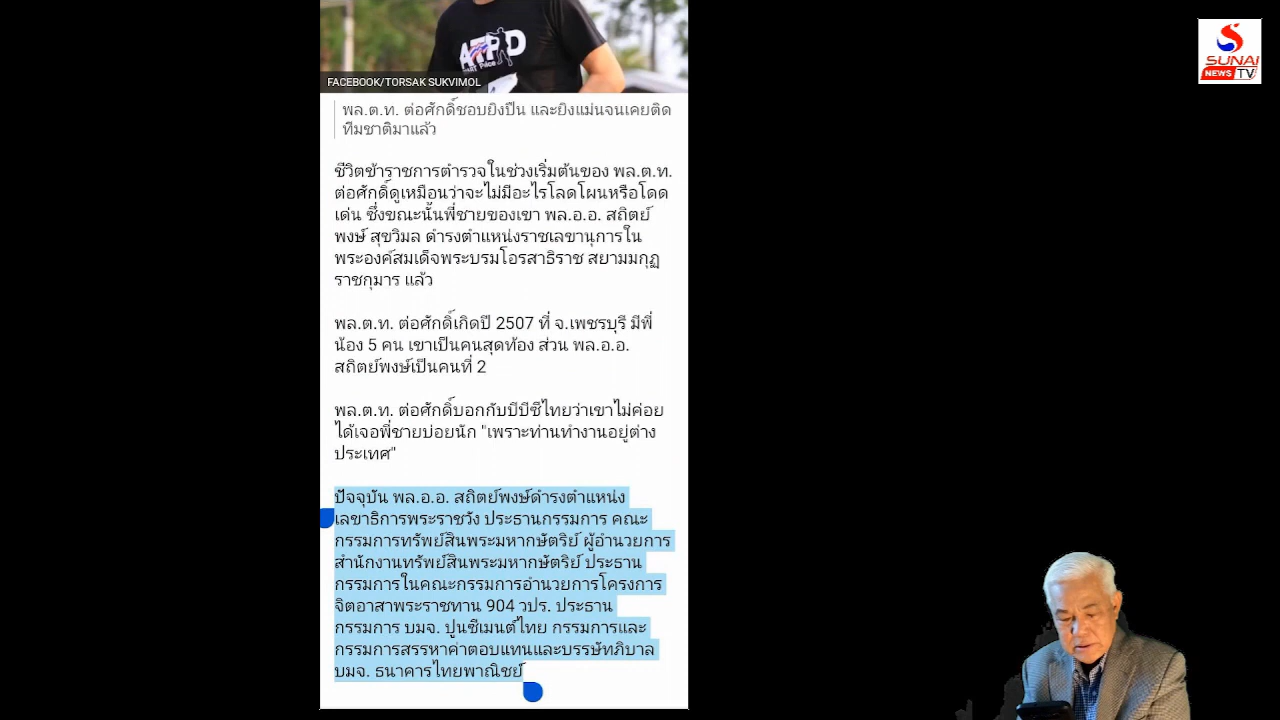 ATPD
FACEBOOK/TORSAK SUKVIMOL
SUNAI
NEWS TV
พล.ต.ท. ต่อศักดิ์ชอบยิงปืน และยิงแม่นจนเคยติด
ทีมชาติมาแล้ว
ชีวิตข้าราชการตำรวจในช่วงเริ่มต้นของ พล.ต.ท.
ต่อศักดิ์ดูเหมือนว่าจะไม่มีอะไรโลดโผนหรือโดด
เด่น ซึ่งขณะนั้นพี่ชายของเขา พล.อ.อ. สถิตย์
พงษ์ สุขวิมล ดำรงตำแหน่งราชเลขานุการใน
พระองค์สมเด็จพระบรมโอรสาธิราช สยามมกุฎ
ราชกุมาร แล้ว
พล.ต.ท. ต่อศักดิ์เกิดปี 2507 ที่ จ.เพชรบุรี มีพี่
น้อง 5 คน เขาเป็นคนสุดท้อง ส่วน พล.อ.อ.
สถิตย์พงษ์เป็นคนที่ 2
พล.ต.ท. ต่อศักดิ์บอกกับบีบีซีไทยว่าเขาไม่ค่อย
ได้เจอพี่ชายบ่อยนัก "เพราะท่านทำงานอยู่ต่าง
ประเทศ"
ปัจจุบัน พล.อ.อ. สถิตย์พงษ์ดำรงตำแหน่ง
เลขาธิการพระราชวัง ประธานกรรมการ คณะ
กรรมการทรัพย์สินพระมหากษัตริย์ ผู้อำนวยการ
สำนักงานทรัพย์สินพระมหากษัตริย์ ประธาน
กรรมการในคณะกรรมการอำนวยการโครงการ
จิตอาสาพระราชทาน 904 วปร. ประธาน
กรรมการ บมจ. ปูนซีเมนต์ไทย กรรมการและ
กรรมการสรรหาค่าตอบแทนและบรรษัทภิบาล
บมจ. ธนาคารไทยพาณิชย์